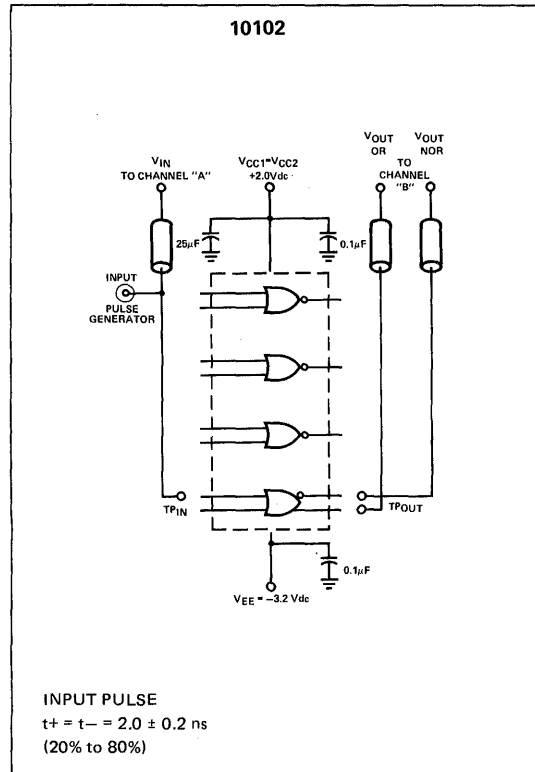 10102
VOUT OR
VOUT NOR
TO CHANNEL "B"
VIN
TO CHANNEL "A"
VCC1=VCC2
+2.0Vdc
25μF
0.1μF
INPUT
PULSE
GENERATOR
TPIN
TPOUT
0.1μF
VEE = −3.2 Vdc
INPUT PULSE
t+ = t− = 2.0 ± 0.2 ns
(20% to 80%)